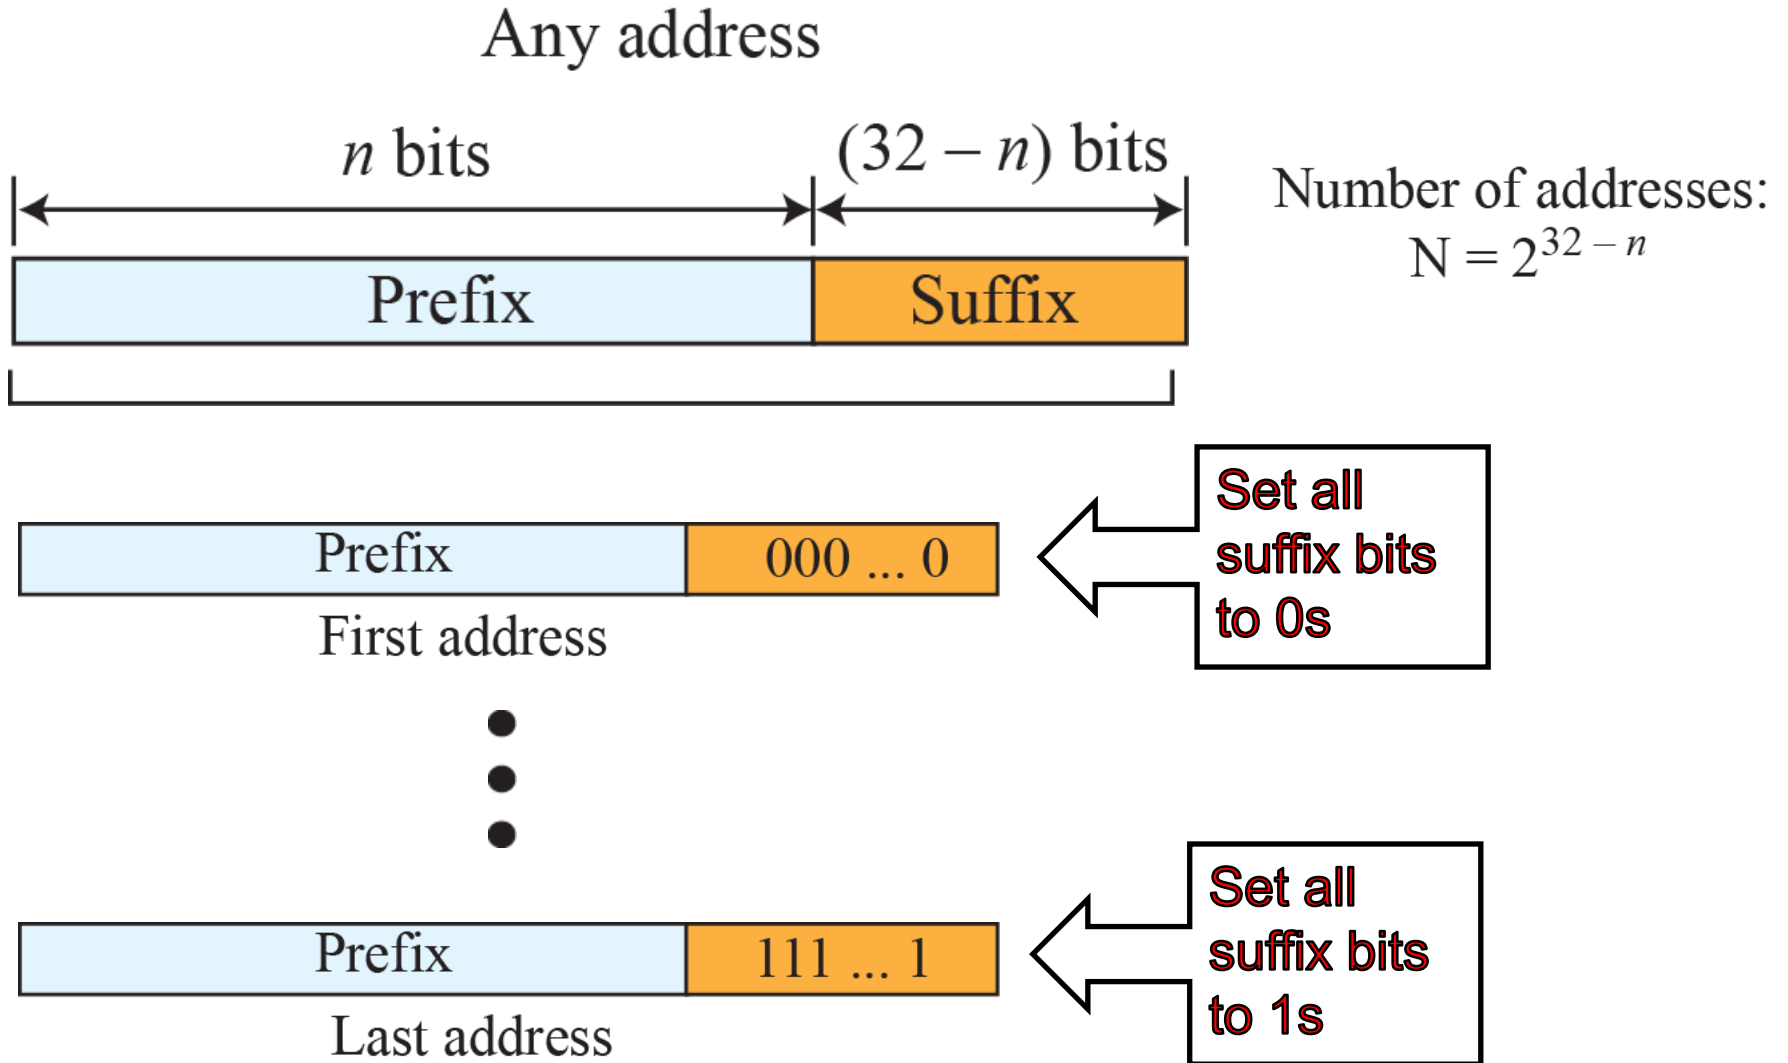 Any address
n bits
(32 – n) bits
Number of addresses:
N = 2^{32 – n}
Prefix
Suffix
Prefix
000 ... 0
First address
Set all
suffix bits
to 0s
Prefix
111 ... 1
Last address
Set all
suffix bits
to 1s